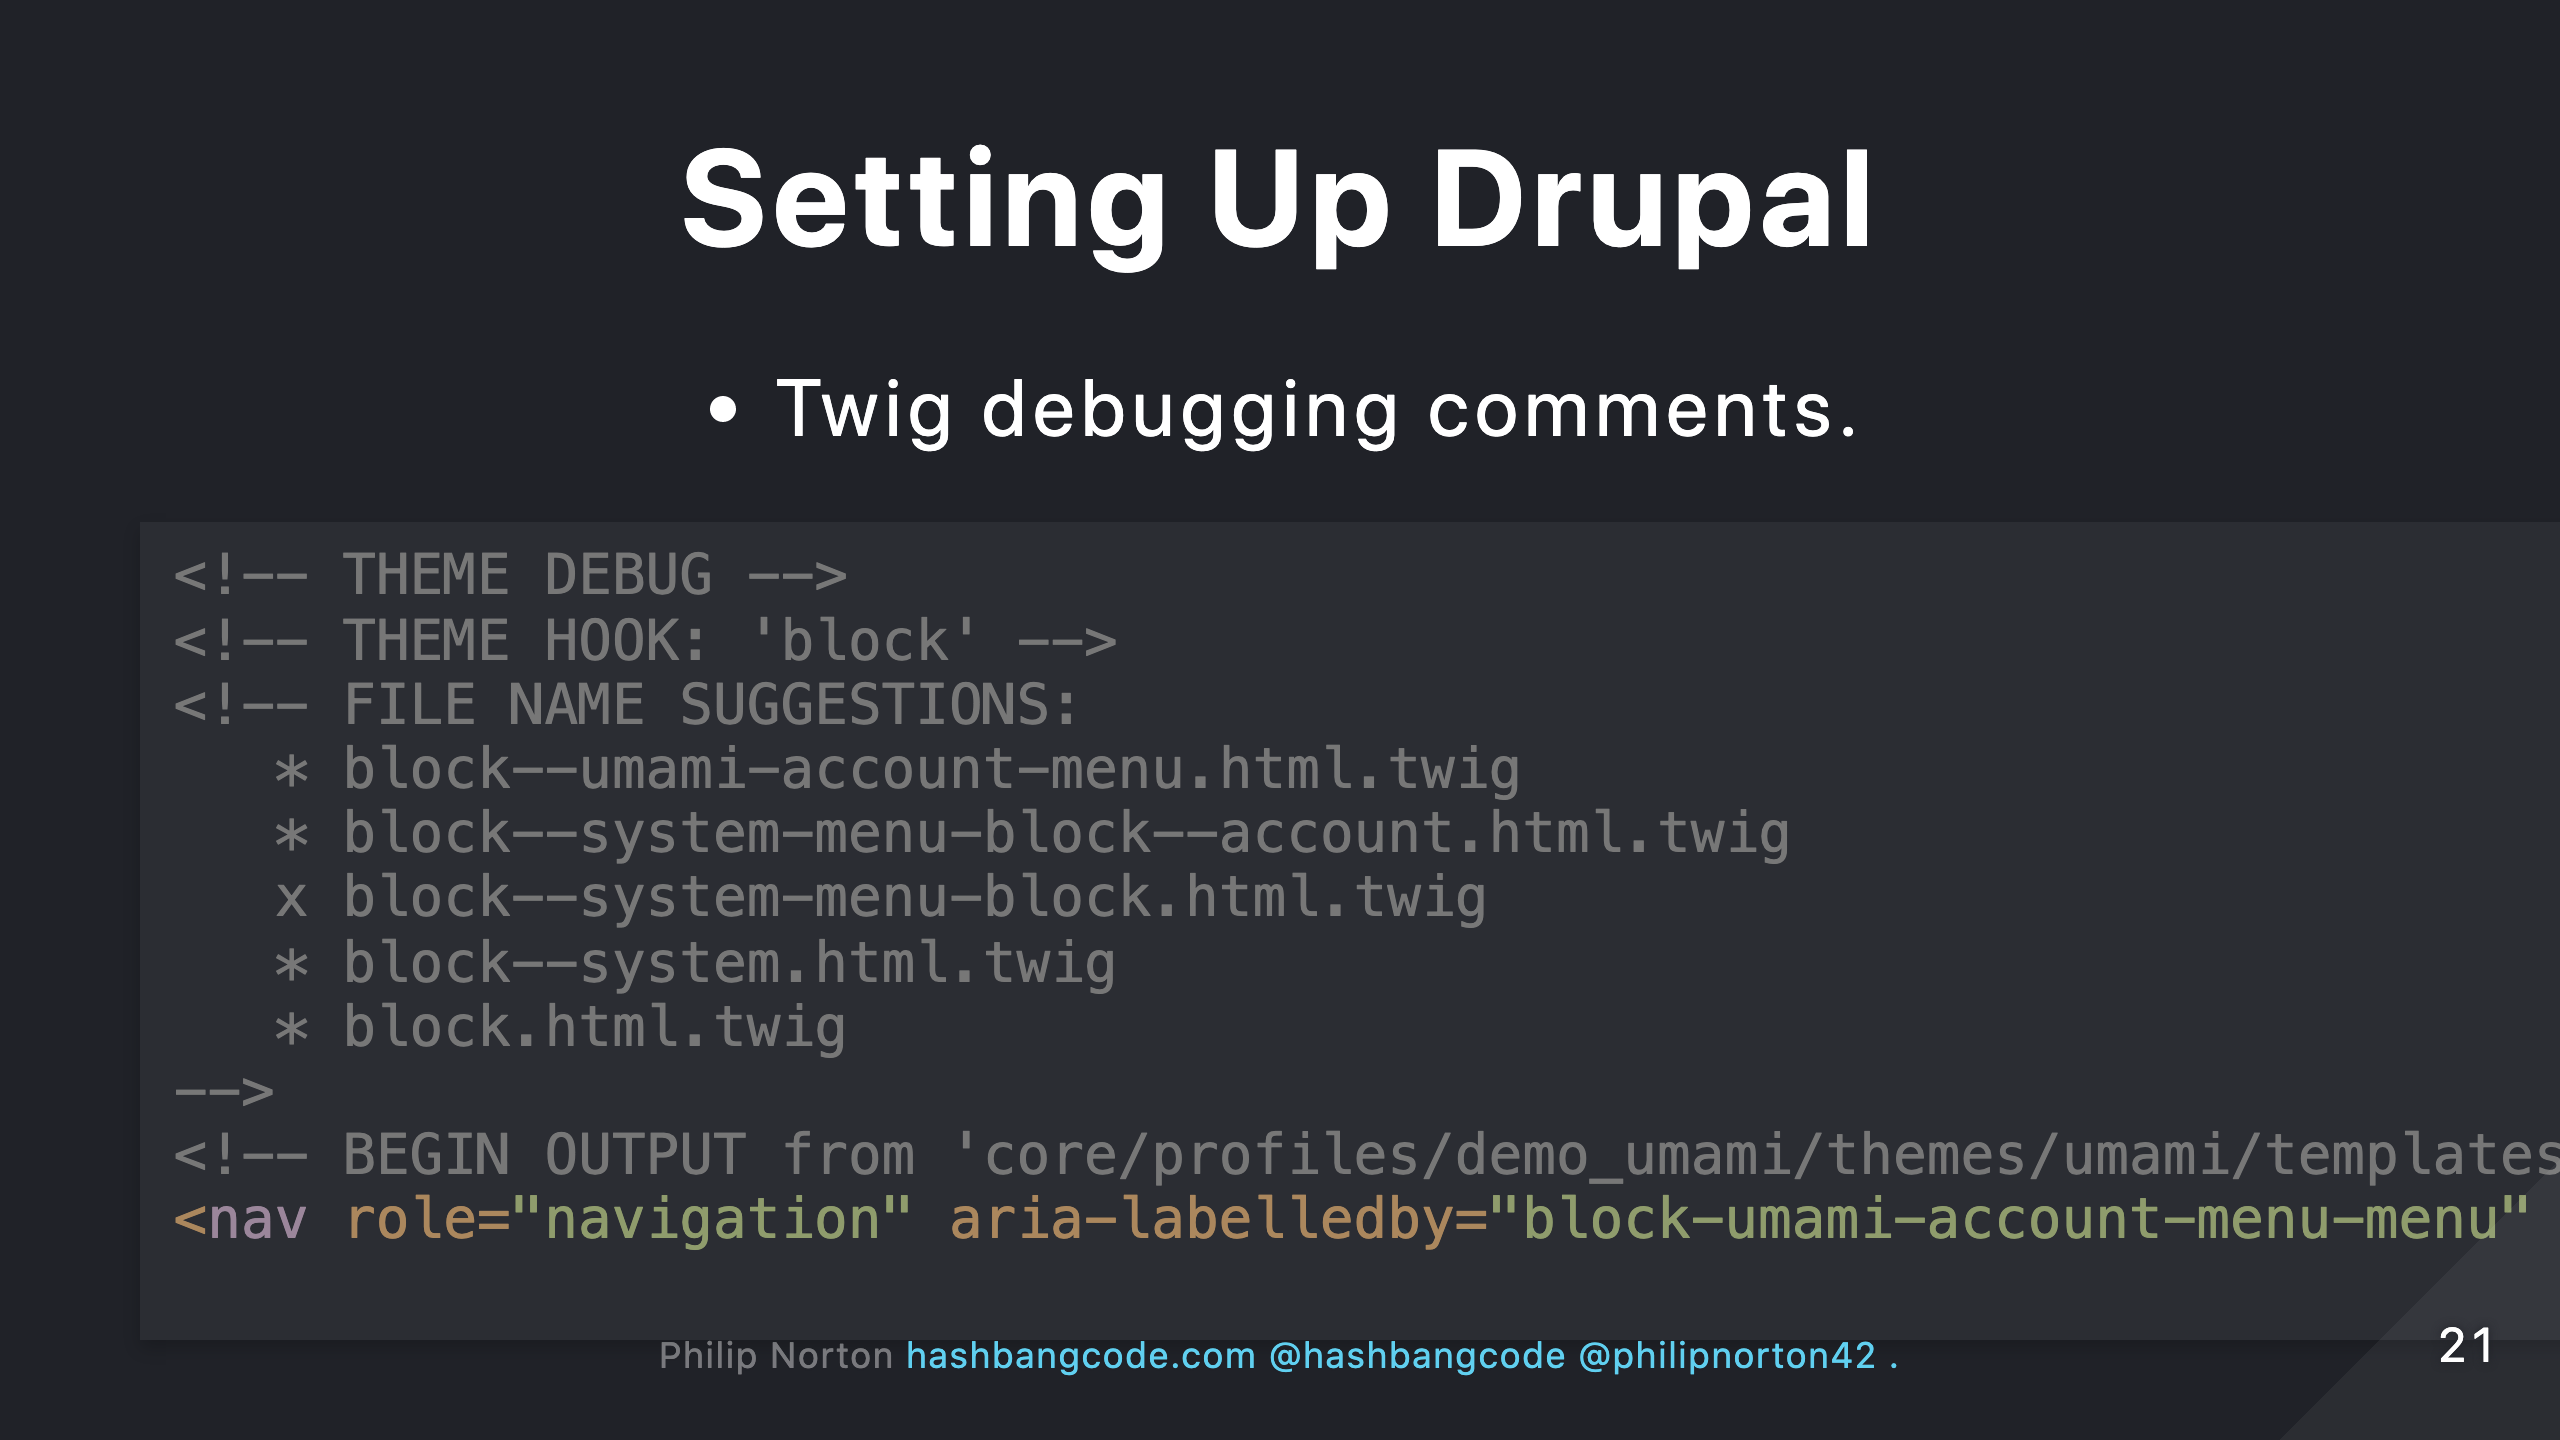 Setting Up Drupal
• Twig debugging comments.
<!-- THEME DEBUG -->
<!-- THEME HOOK: 'block' -->
<!-- FILE NAME SUGGESTIONS:
   * block--umami-account-menu.html.twig
   * block--system-menu-block--account.html.twig
   x block--system-menu-block.html.twig
   * block--system.html.twig
   * block.html.twig
-->
<!-- BEGIN OUTPUT from 'core/profiles/demo_umami/themes/umami/templates
<nav role="navigation" aria-labelledby="block-umami-account-menu-menu"
Philip Norton hashbangcode.com @hashbangcode @philipnorton42 .
21